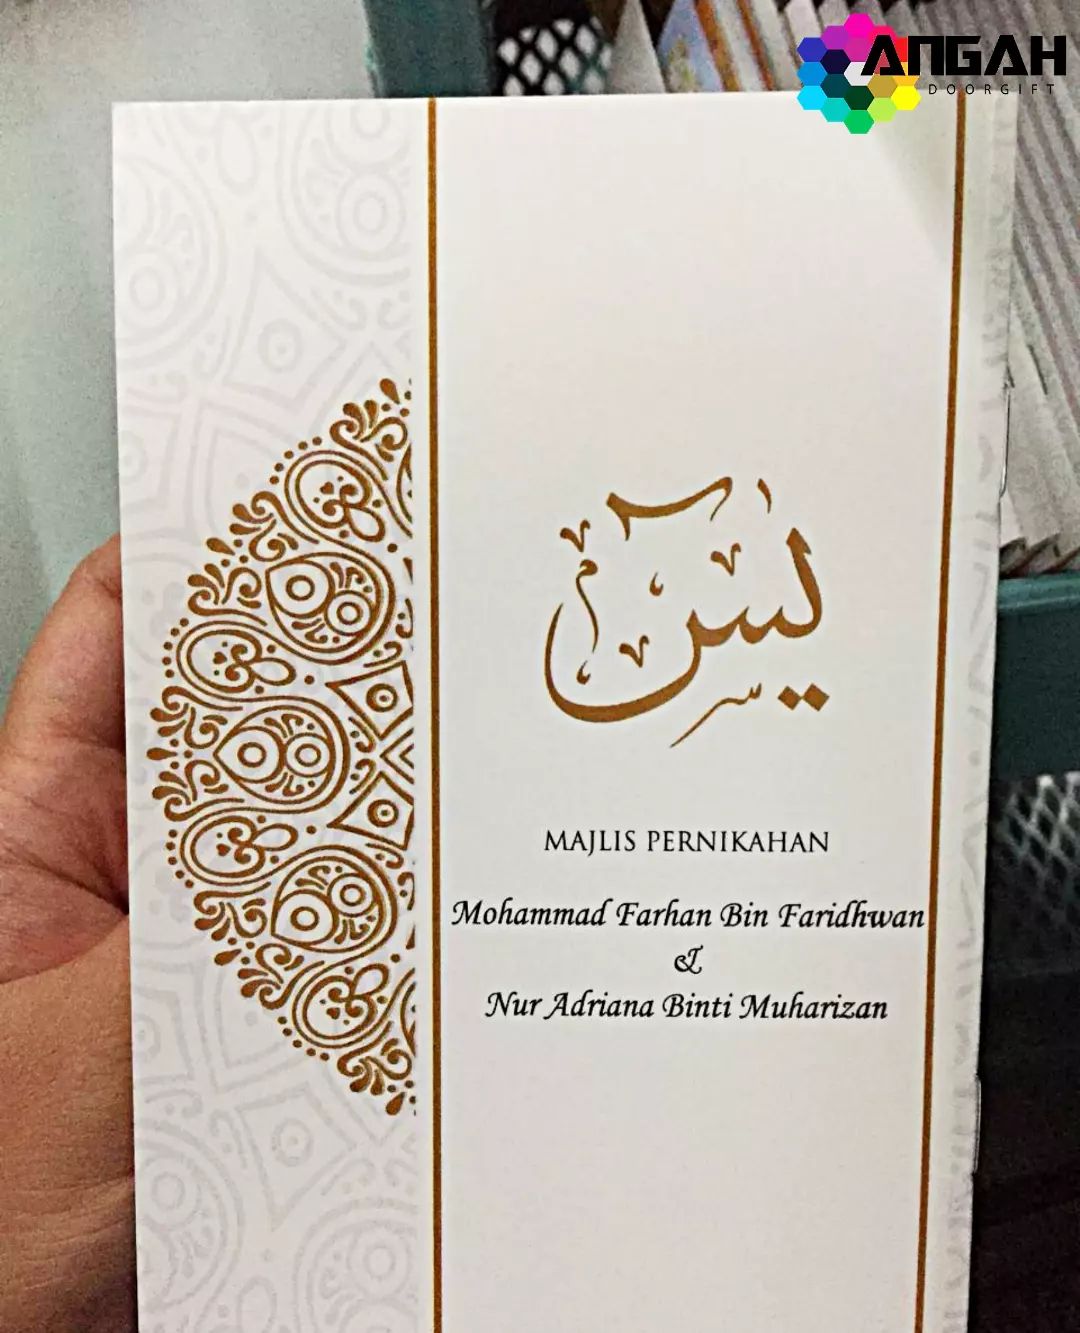 ANGAH
DOORGIFT
يسٓ
MAJLIS PERNIKAHAN
Mohammad Farhan Bin Faridhwan
&
Nur Adriana Binti Muharizan